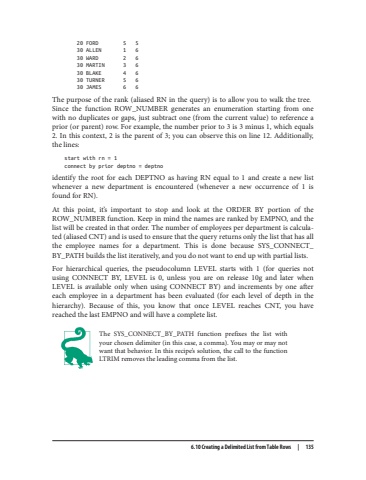 20 FORD 5 5
30 ALLEN 1 6
30 WARD 2 6
30 MARTIN 3 6
30 BLAKE 4 6
30 TURNER 5 6
30 JAMES 6 6
The purpose of the rank (aliased RN in the query) is to allow you to walk the tree.
Since the function ROW_NUMBER generates an enumeration starting from one
with no duplicates or gaps, just subtract one (from the current value) to reference a
prior (or parent) row. For example, the number prior to 3 is 3 minus 1, which equals
2. In this context, 2 is the parent of 3; you can observe this on line 12. Additionally,
the lines:
start with rn = 1
connect by prior deptno = deptno
identify the root for each DEPTNO as having RN equal to 1 and create a new list
whenever a new department is encountered (whenever a new occurrence of 1 is
found for RN).
At this point, it's important to stop and look at the ORDER BY portion of the
ROW_NUMBER function. Keep in mind the names are ranked by EMPNO, and the
list will be created in that order. The number of employees per department is calcula-
ted (aliased CNT) and is used to ensure that the query returns only the list that has all
the employee names for a department. This is done because SYS_CONNECT_
BY_PATH builds the list iteratively, and you do not want to end up with partial lists.
For hierarchical queries, the pseudocolumn LEVEL starts with 1 (for queries not
using CONNECT BY, LEVEL is 0, unless you are on release 10g and later when
LEVEL is available only when using CONNECT BY) and increments by one after
each employee in a department has been evaluated (for each level of depth in the
hierarchy). Because of this, you know that once LEVEL reaches CNT, you have
reached the last EMPNO and will have a complete list.
The SYS_CONNECT_BY_PATH function prefixes the list with
your chosen delimiter (in this case, a comma). You may or may not
want that behavior. In this recipe's solution, the call to the function
LTRIM removes the leading comma from the list.
6.10 Creating a Delimited List from Table Rows | 135